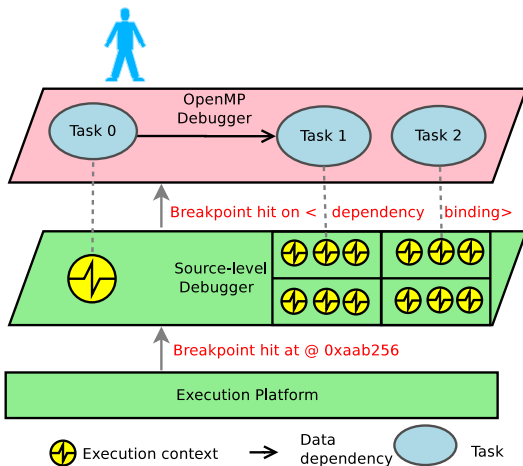 OpenMP
Debugger
Task 0
Task 1
Task 2
Breakpoint hit on < dependency binding>
Source-level
Debugger
Breakpoint hit at @ 0xaab256
Execution Platform
Execution context
Data
dependency
Task